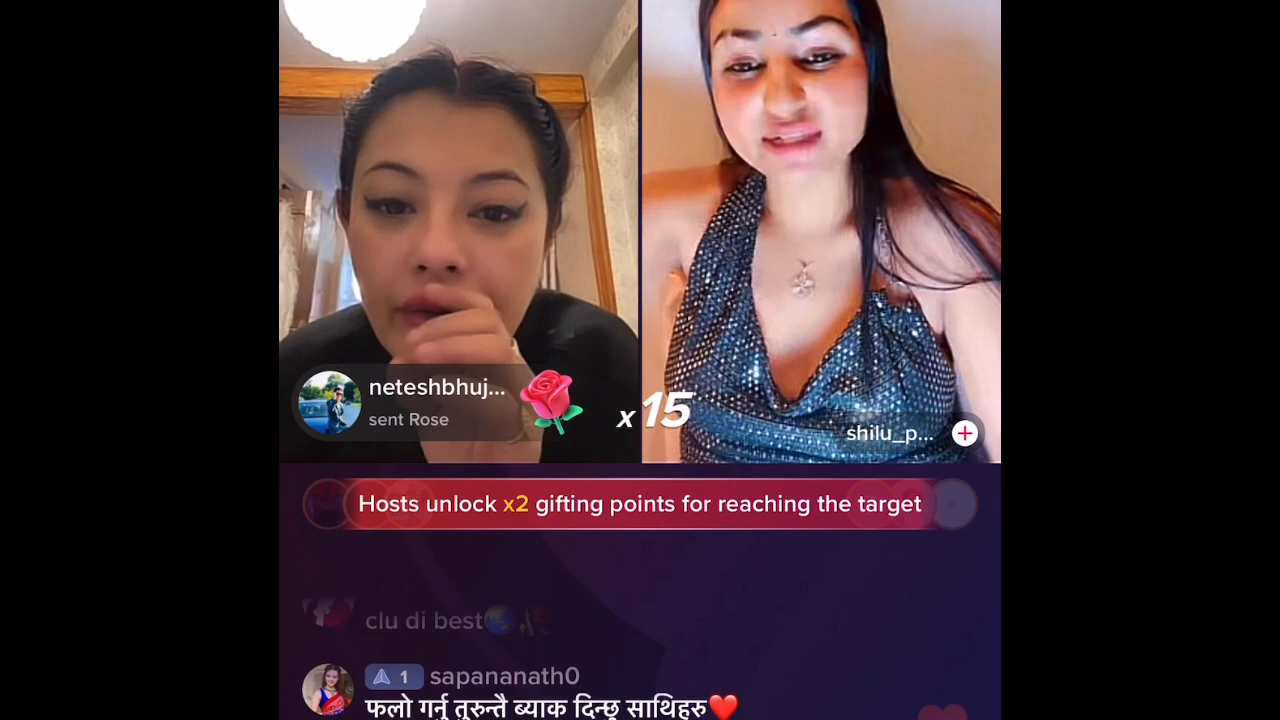 neteshbhuj...
sent Rose
x 15
shilu_p...
Hosts unlock x2 gifting points for reaching the target
clu di best🌏🥀
1 sapananath0
फलो गर्नु तुरुन्तै ब्याक दिन्छु साथिहरु❤️